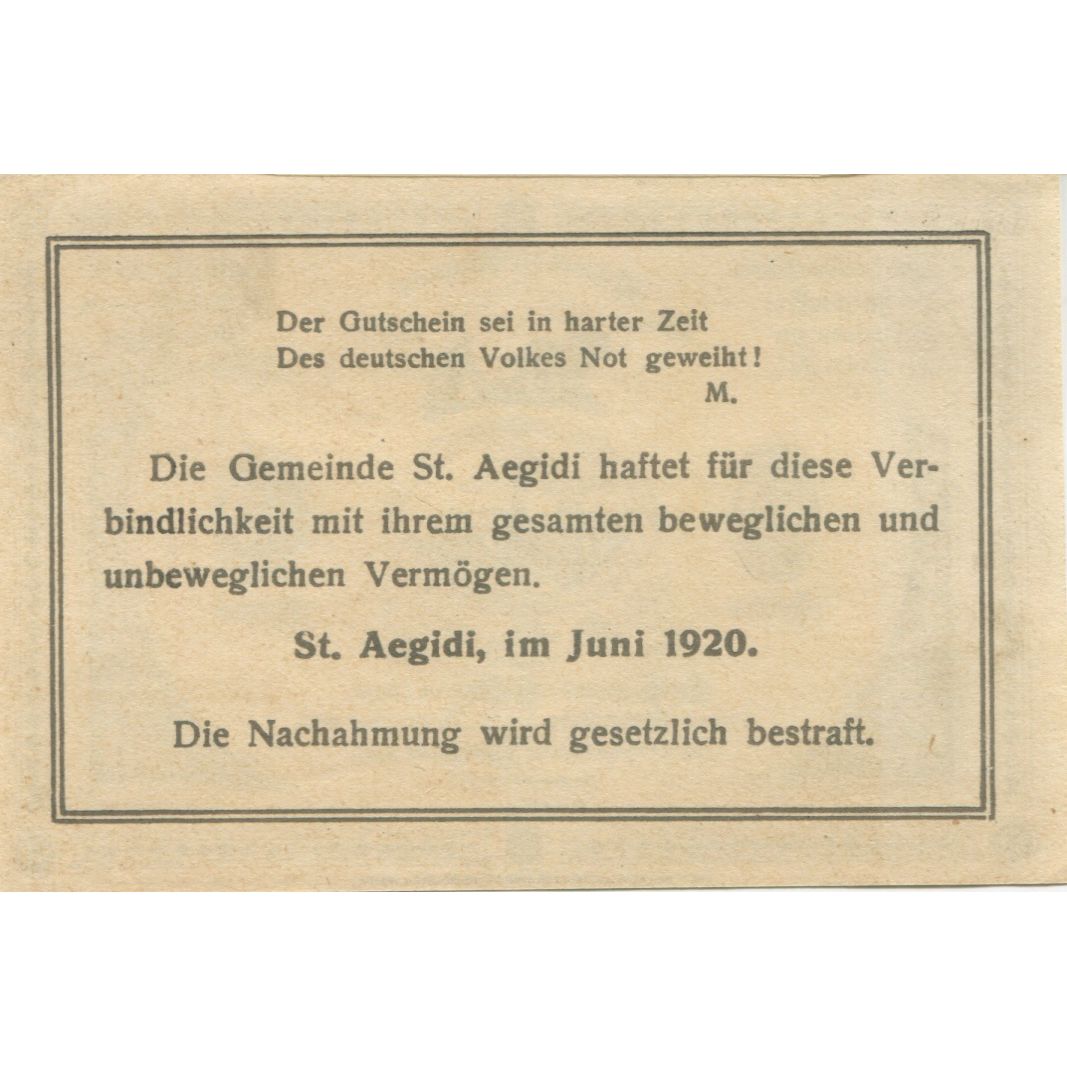 Der Gutschein sei in harter Zeit
Des deutschen Volkes Not geweiht!
M.
Die Gemeinde St. Aegidi haftet für diese Ver-
bindlichkeit mit ihrem gesamten beweglichen und
unbeweglichen Vermögen.
St. Aegidi, im Juni 1920.
Die Nachahmung wird gesetzlich bestraft.